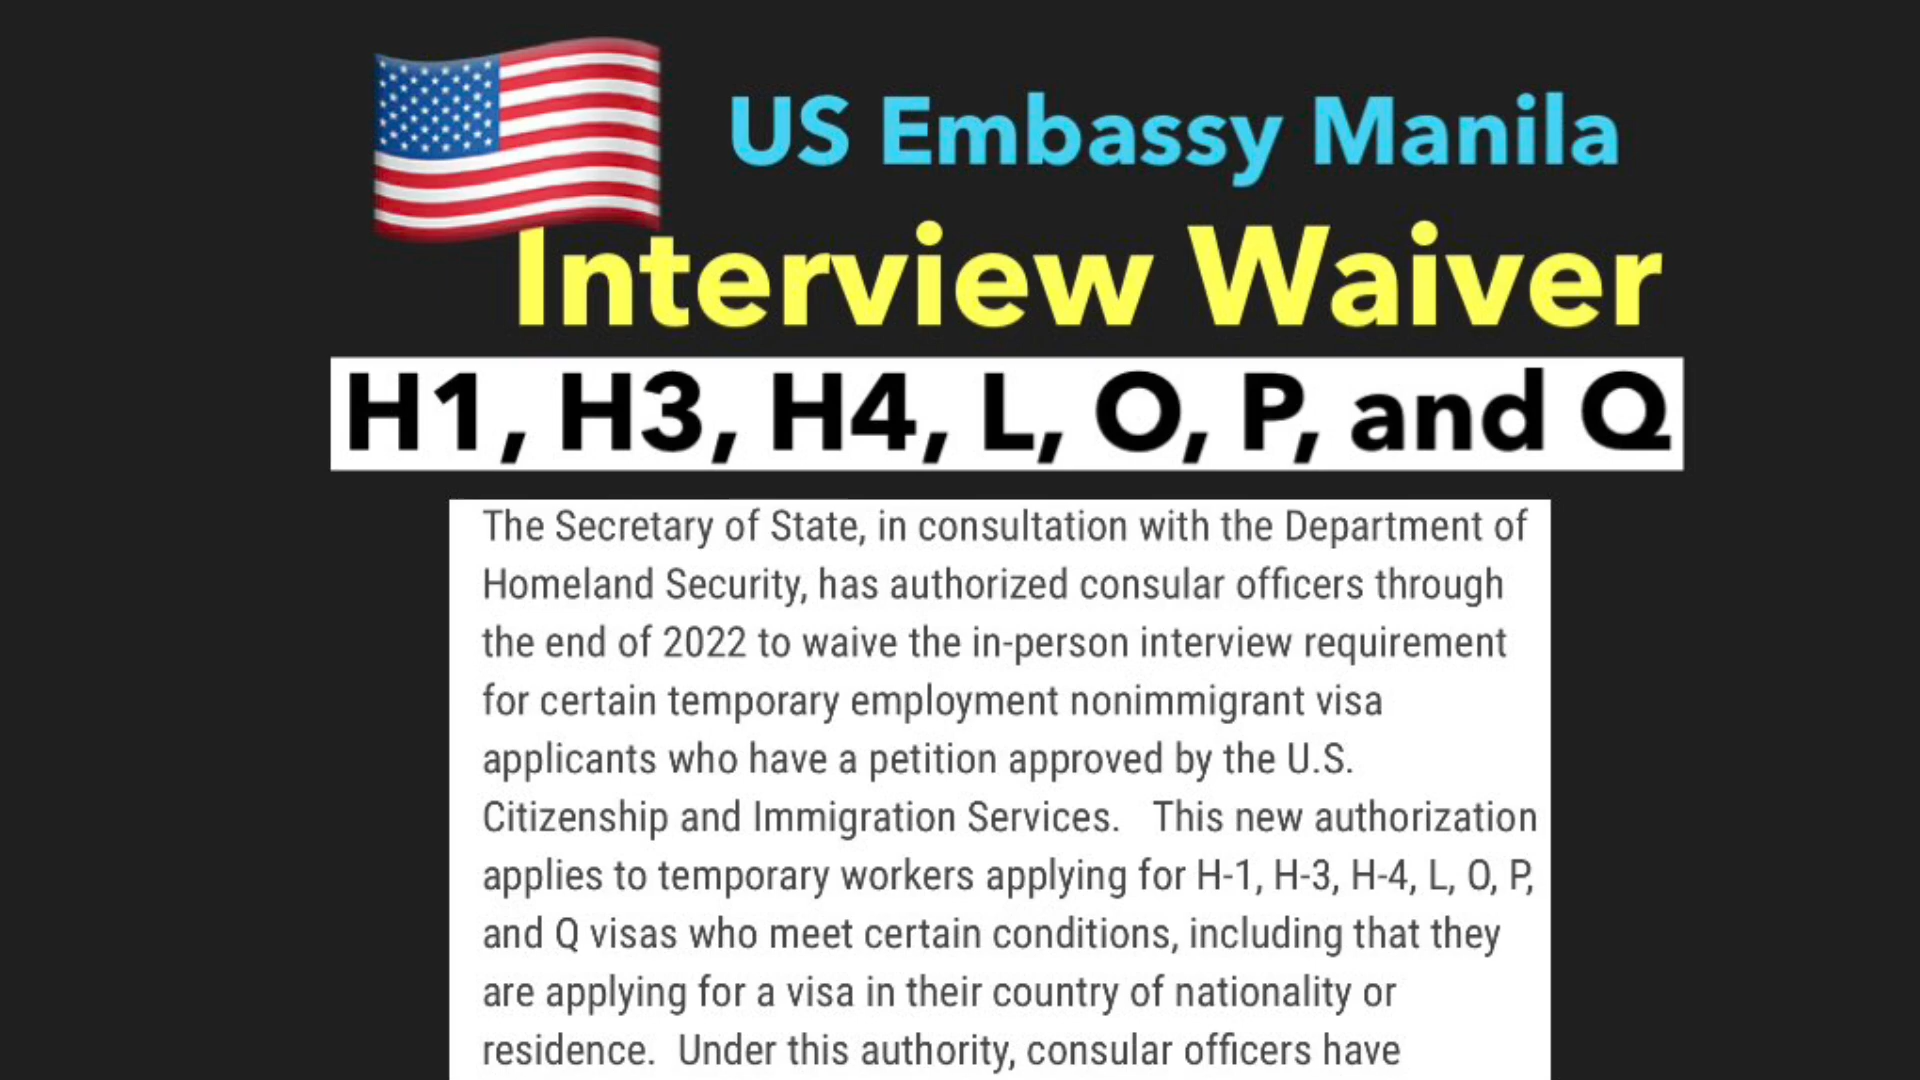 US Embassy Manila
Interview Waiver
H1, H3, H4, L, O, P, and Q
The Secretary of State, in consultation with the Department of
Homeland Security, has authorized consular officers through
the end of 2022 to waive the in-person interview requirement
for certain temporary employment nonimmigrant visa
applicants who have a petition approved by the U.S.
Citizenship and Immigration Services.   This new authorization
applies to temporary workers applying for H-1, H-3, H-4, L, O, P,
and Q visas who meet certain conditions, including that they
are applying for a visa in their country of nationality or
residence.  Under this authority, consular officers have